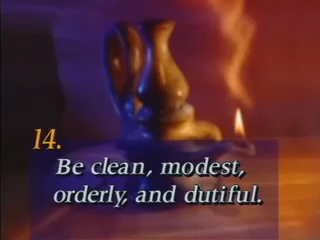 14.
Be clean, modest,
orderly, and dutiful.